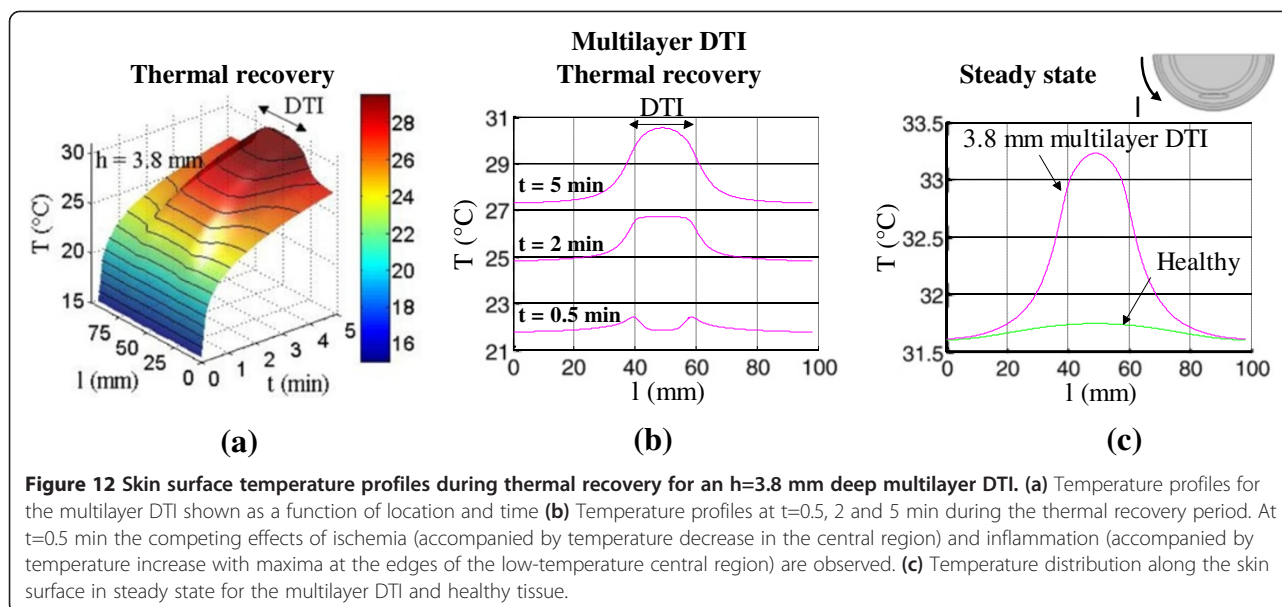 Multilayer DTI
Thermal recovery
DTI
h = 3.8 mm
T (°C)
30
25
20
15
75
50
25
0
l (mm)
0
1
2
3
4
5
t (min)
28
26
24
22
20
18
16
(a)
Thermal recovery
DTI
31
29
27
25
23
21
T (°C)
t = 5 min
t = 2 min
t = 0.5 min
0 20 40 60 80 100
l (mm)
(b)
Steady state
l
33.5
33
32.5
32
31.5
T (°C)
3.8 mm multilayer DTI
Healthy
0 20 40 60 80 100
l (mm)
(c)
Figure 12 Skin surface temperature profiles during thermal recovery for an h=3.8 mm deep multilayer DTI. (a) Temperature profiles for
the multilayer DTI shown as a function of location and time (b) Temperature profiles at t=0.5, 2 and 5 min during the thermal recovery period. At
t=0.5 min the competing effects of ischemia (accompanied by temperature decrease in the central region) and inflammation (accompanied by
temperature increase with maxima at the edges of the low-temperature central region) are observed. (c) Temperature distribution along the skin
surface in steady state for the multilayer DTI and healthy tissue.